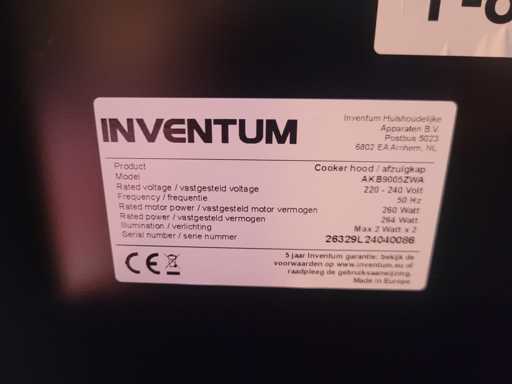 INVENTUM
Inventum Huishoudelijke
Apparaten B.V.
Postbus 5023
6802 EA Arnhem, NL
Product Cooker hood / afzuigkap
Model AKB9005ZWA
Rated voltage / vastgesteld voltage 220 - 240 Volt
Frequency / frequentie 50 Hz
Rated motor power / vastgesteld motor vermogen 260 Watt
Rated power / vastgesteld vermogen 264 Watt
Illumination / verlichting Max 2 Watt x 2
Serial number / serie nummer 26329L24040086
5 jaar Inventum garantie: bekijk de
voorwaarden op www.inventum.eu of
raadpleeg de gebruiksaanwijzing.
Made in Europe
CE